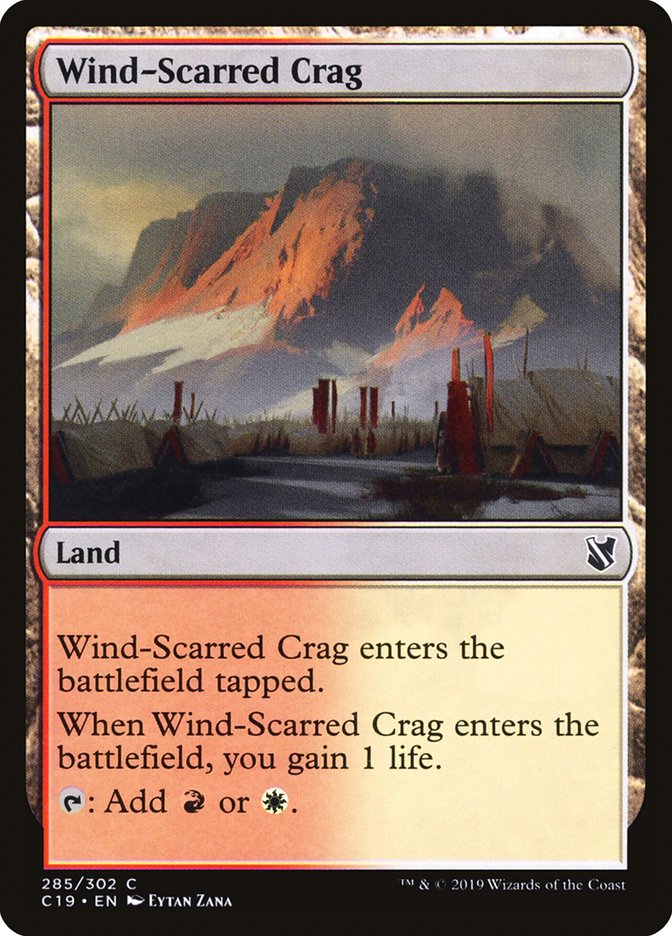 Wind-Scarred Crag
Land
Wind-Scarred Crag enters the
battlefield tapped.
When Wind-Scarred Crag enters the
battlefield, you gain 1 life.
: Add or .
285/302 C
C19 • EN Eytan Zana
™ & © 2019 Wizards of the Coast